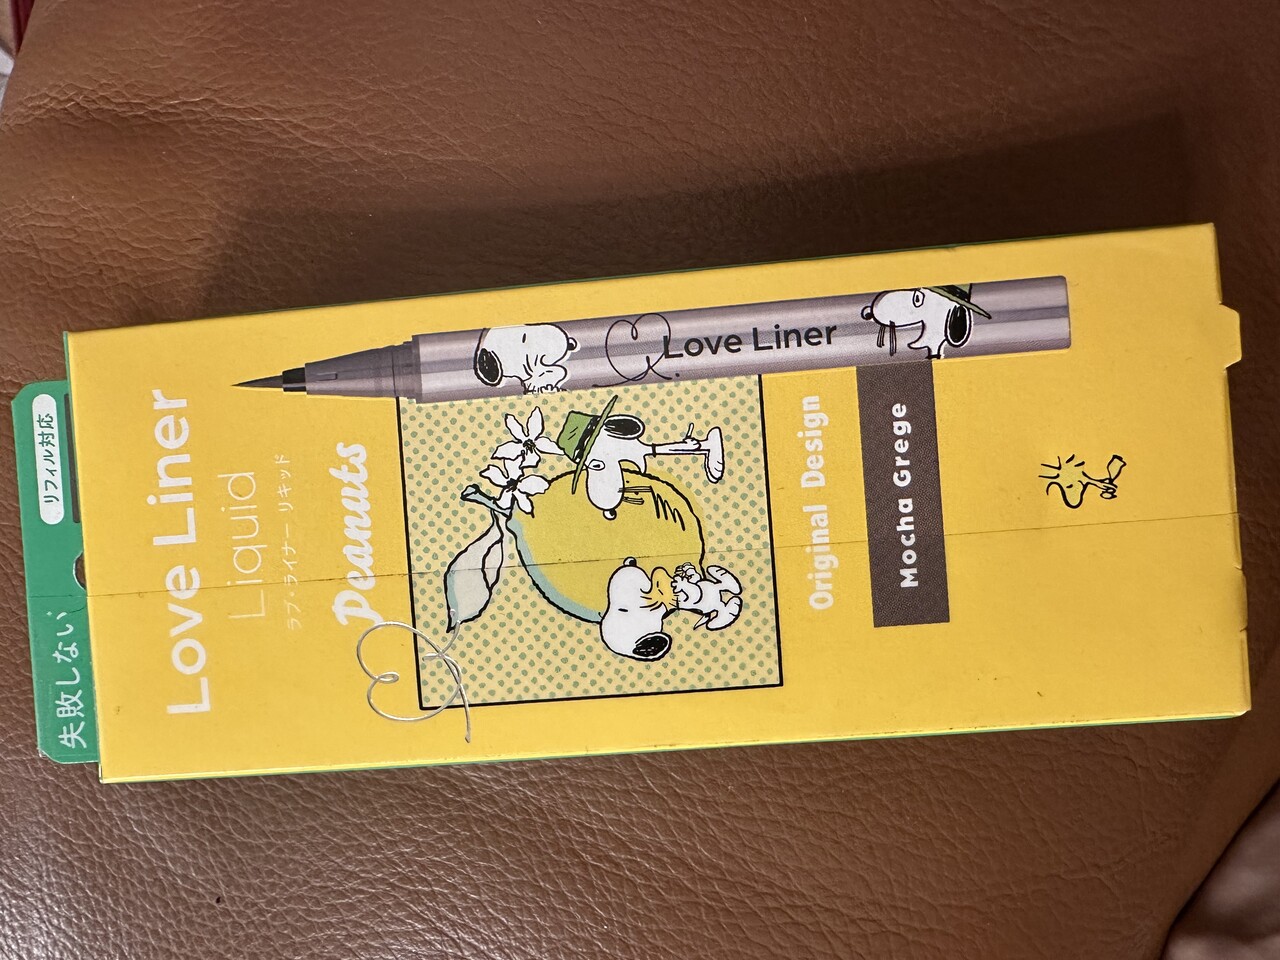 リフィル対応
失敗しない
Love Liner
Liquid
ラブ・ライナー リキッド
Peanuts
Love Liner
Original Design
Mocha Grege